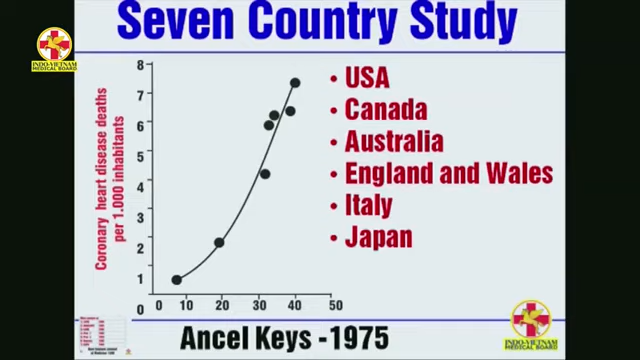 Seven Country Study
INDO-VIETNAM
MEDICAL BOARD
8
7
6
5
4
3
2
1
0
Coronary heart disease deaths
per 1.000 inhabitants
0 10 20 30 40 50
• USA
• Canada
• Australia
• England and Wales
• Italy
• Japan
Ancel Keys -1975
INDO-VIETNAM
MEDICAL BOARD